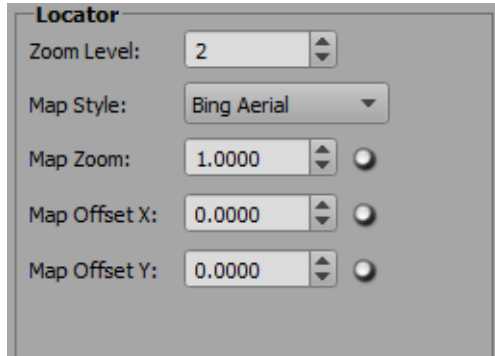 Locator
Zoom Level: 2
Map Style: Bing Aerial
Map Zoom: 1.0000
Map Offset X: 0.0000
Map Offset Y: 0.0000